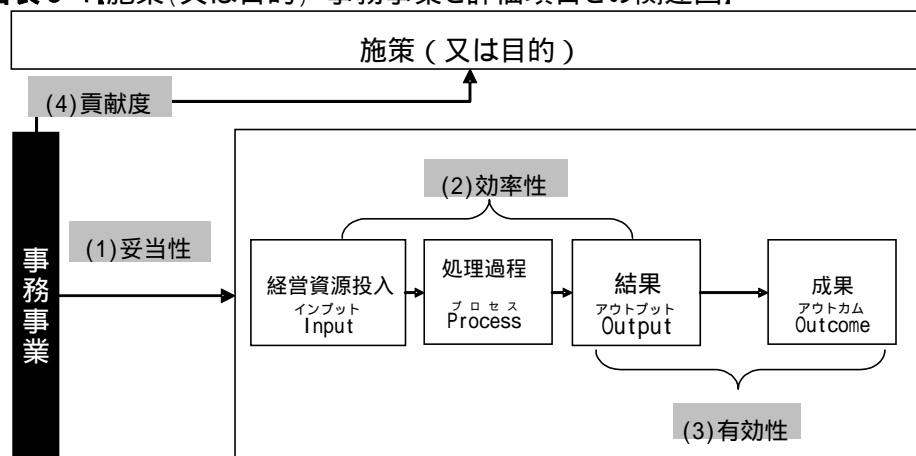 施策（又は目的）
(4)貢献度
(2)効率性
(1)妥当性
事務事業
経営資源投入
インプット
Input
処理過程
プロセス
Process
結果
アウトプット
Output
成果
アウトカム
Outcome
(3)有効性